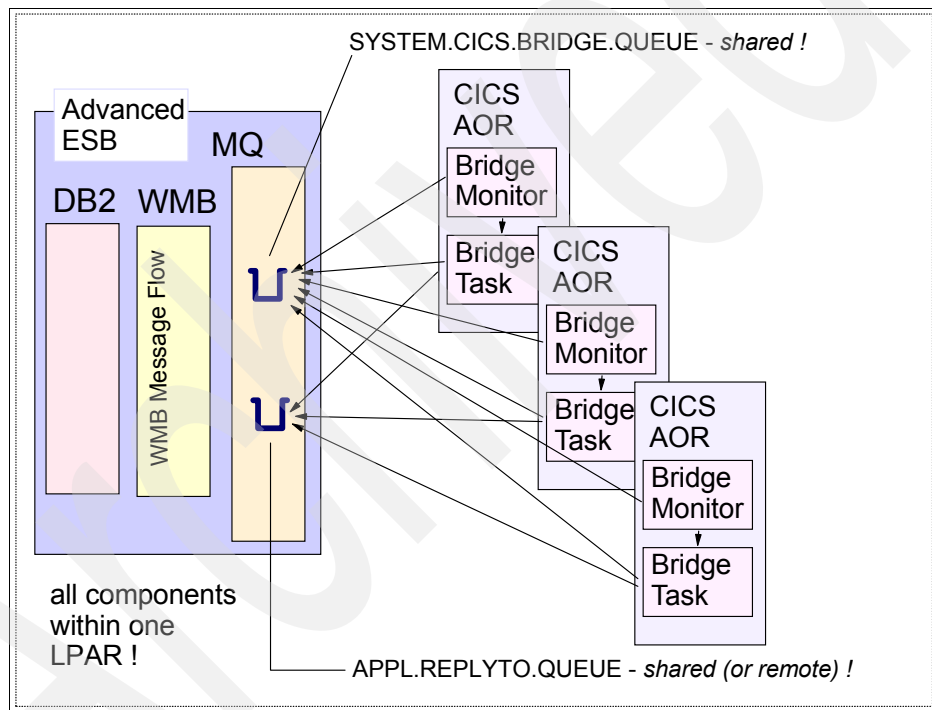 SYSTEM.CICS.BRIDGE.QUEUE - shared !
Advanced
ESB
MQ
DB2
WMB
WMB Message Flow
CICS
AOR
Bridge
Monitor
Bridge
Task
CICS
AOR
Bridge
Monitor
Bridge
Task
CICS
AOR
Bridge
Monitor
Bridge
Task
all components
within one
LPAR !
APPL.REPLYTO.QUEUE - shared (or remote) !
Archived